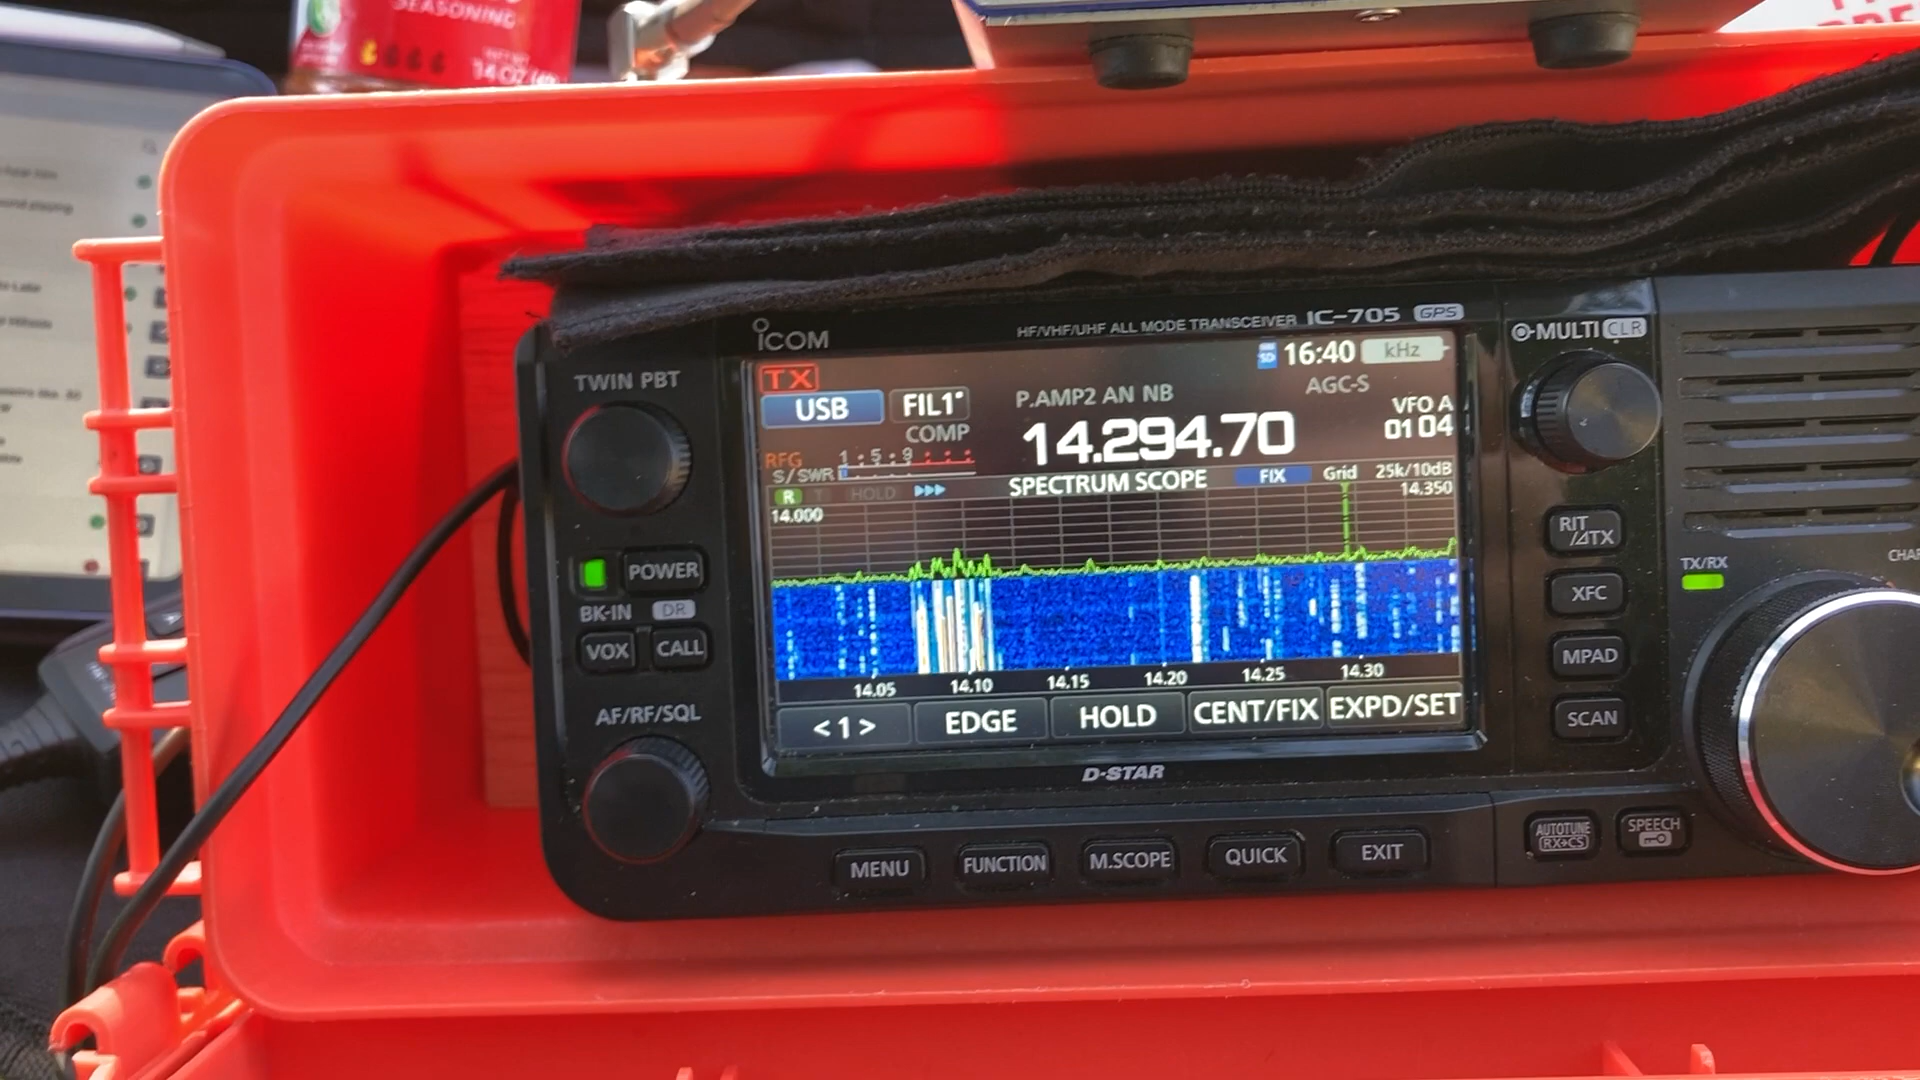 SEASONING
ICOM
HF/VHF/UHF ALL MODE TRANSCEIVER IC-705 GPS
MULTI CLR
TWIN PBT
TX
16:40 kHz
USB FIL1
P.AMP2 AN NB
AGC-S
COMP
14.294.70
VFO A
01 04
RFG
1 · 5 · 9
S/SWR
SPECTRUM SCOPE FIX Grid 25k/10dB
R T HOLD
14.350
14.000
14.05 14.10 14.15 14.20 14.25 14.30
<1> EDGE HOLD CENT/FIX EXPD/SET
D-STAR
POWER
BK-IN DR
VOX CALL
AF/RF/SQL
RIT
/ΔTX
XFC
MPAD
SCAN
TX/RX
MENU FUNCTION M.SCOPE QUICK EXIT
AUTOTUNE
RX→CS
SPEECH